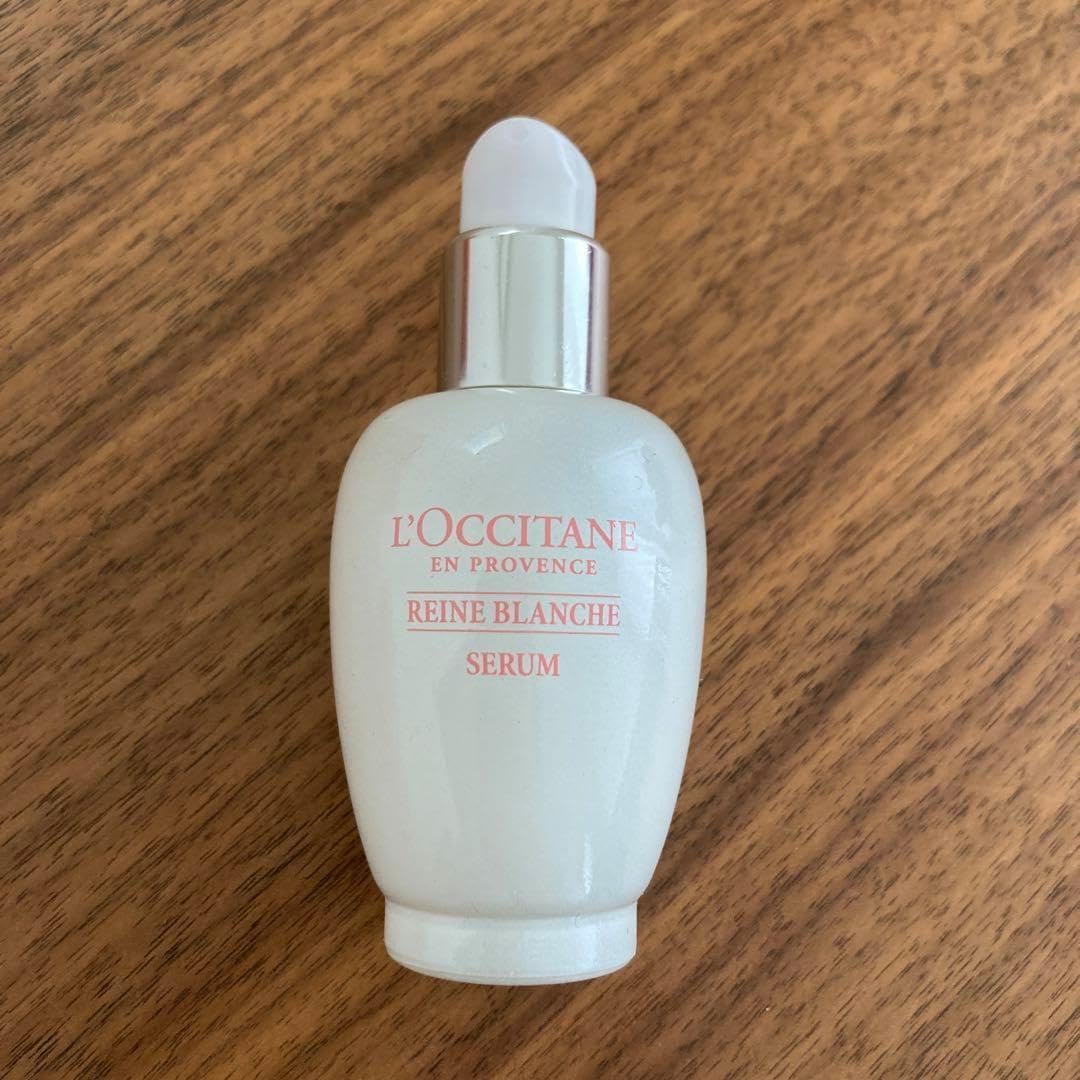 L'OCCITANE
EN PROVENCE
REINE BLANCHE
SERUM